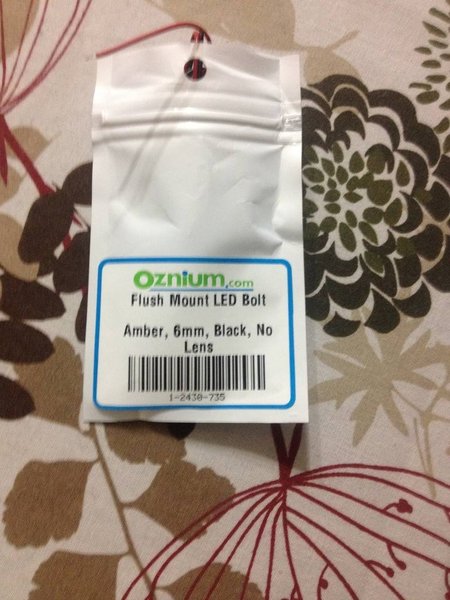 Oznium.com
Flush Mount LED Bolt
Amber, 6mm, Black, No
Lens
1-2430-735